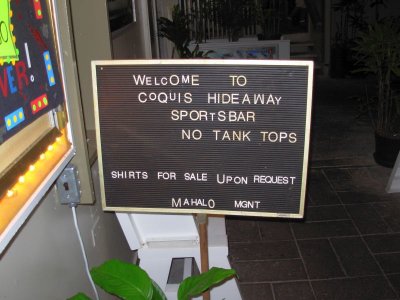 WELCOME TO
COQUIS HIDEAWAY
SPORTSBAR
NO TANK TOPS
SHIRTS FOR SALE UPON REQUEST
MAHALO MGNT